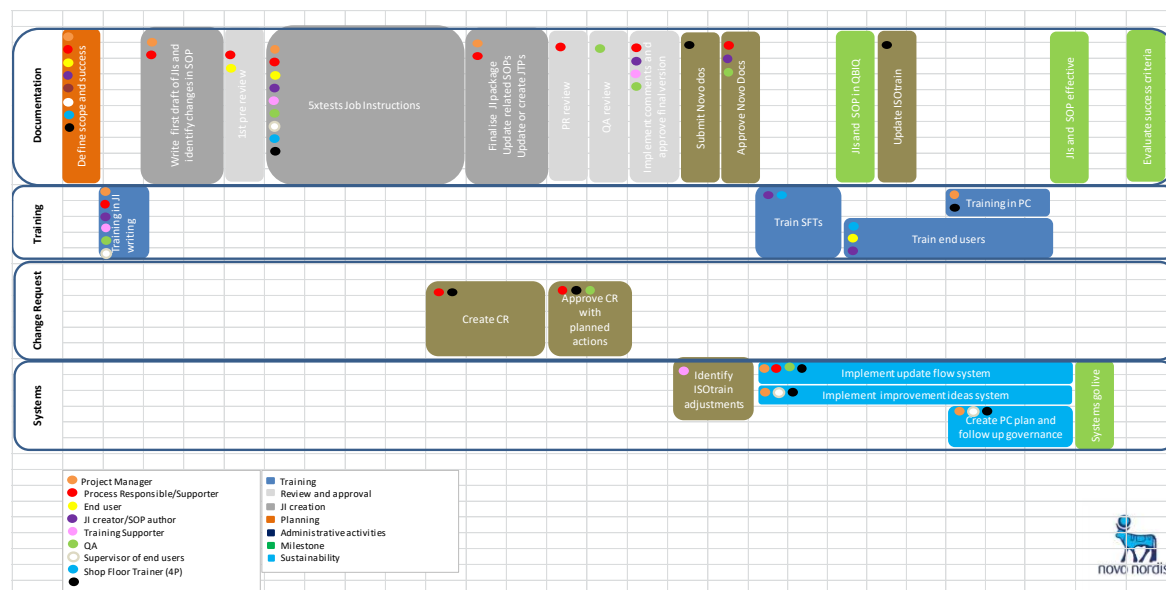 Documentation
Define scope and success
Write first draft of JIs and
identify changes in SOP
1st pre review
5xtests Job Instructions
Finalise JI package
Update related SOPs
Update or create JTPs
PR review
QA review
Implement comments and
approve final version
Submit Novo dos
Approve Novo Docs
JIs and SOP in QBIQ
Update ISOtrain
JIs and SOP effective
Evaluate success criteria
Training
Training in JI
writing
Train SFTs
Training in PC
Train end users
Change Request
Create CR
Approve CR
with
planned
actions
Systems
Identify
ISOtrain
adjustments
Implement update flow system
Implement improvement ideas system
Create PC plan and
follow up governance
Systems go live
Project Manager
Process Responsible/Supporter
End user
JI creator/SOP author
Training Supporter
QA
Supervisor of end users
Shop Floor Trainer (4P)
Training
Review and approval
JI creation
Planning
Administrative activities
Milestone
Sustainability
novo nordis